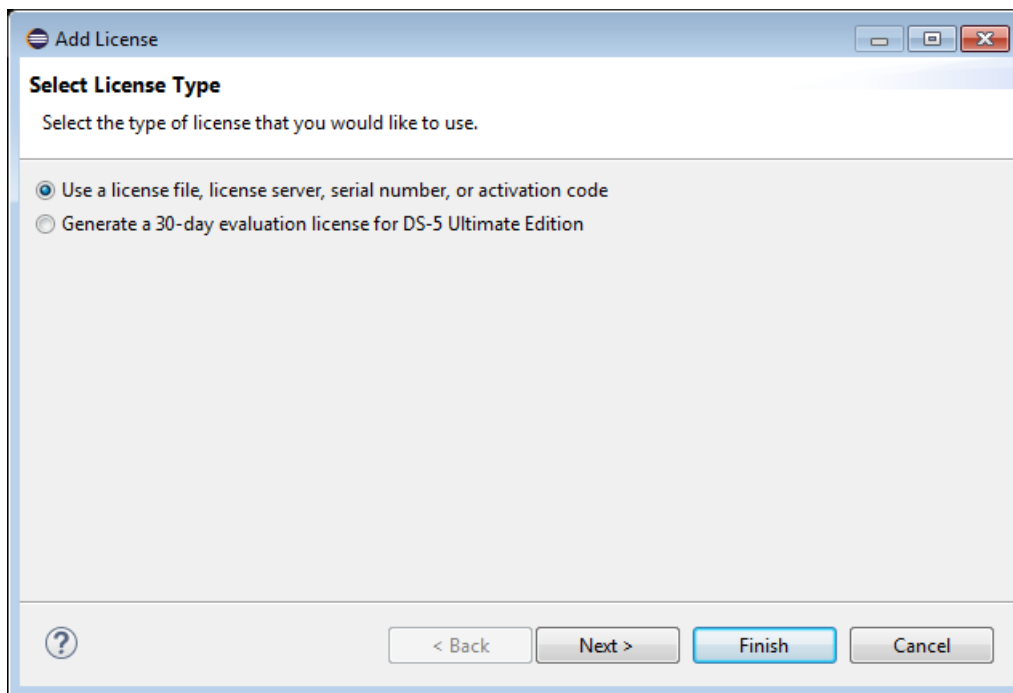 Add License
Select License Type
Select the type of license that you would like to use.
Use a license file, license server, serial number, or activation code
Generate a 30-day evaluation license for DS-5 Ultimate Edition
? < Back Next > Finish Cancel